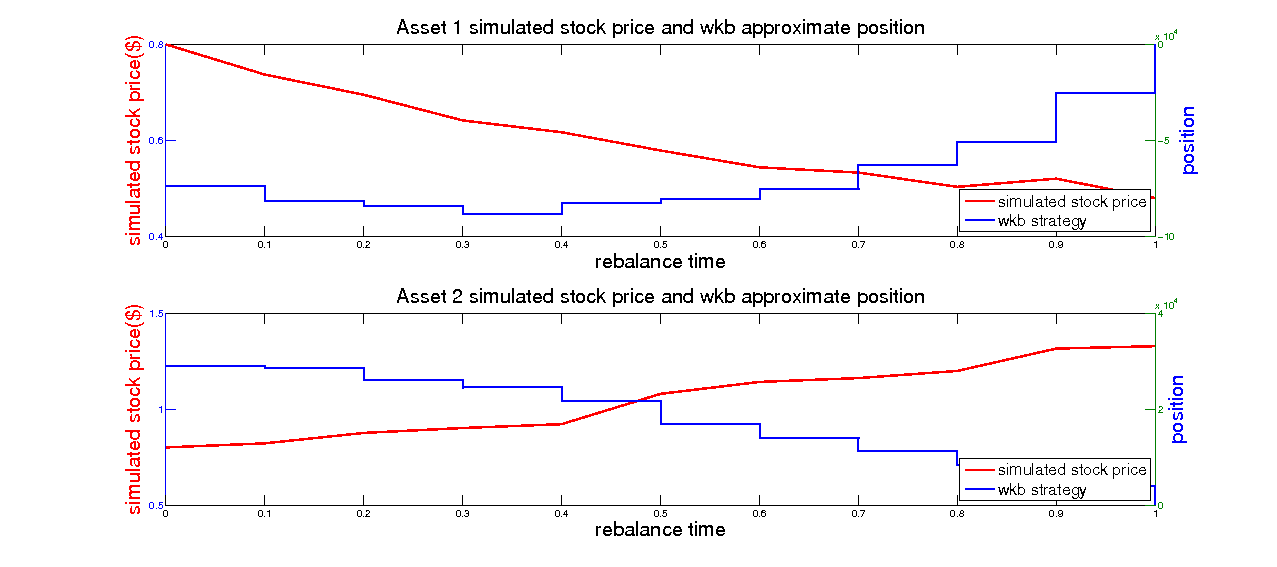 Asset 1 simulated stock price and wkb approximate position
x 10^4
simulated stock price($)
0.8
0.6
0.4
0
-5
-10
position
simulated stock price
wkb strategy
0 0.1 0.2 0.3 0.4 0.5 0.6 0.7 0.8 0.9 1
rebalance time
Asset 2 simulated stock price and wkb approximate position
x 10^4
simulated stock price($)
1.5
1
0.5
4
2
0
position
simulated stock price
wkb strategy
0 0.1 0.2 0.3 0.4 0.5 0.6 0.7 0.8 0.9 1
rebalance time